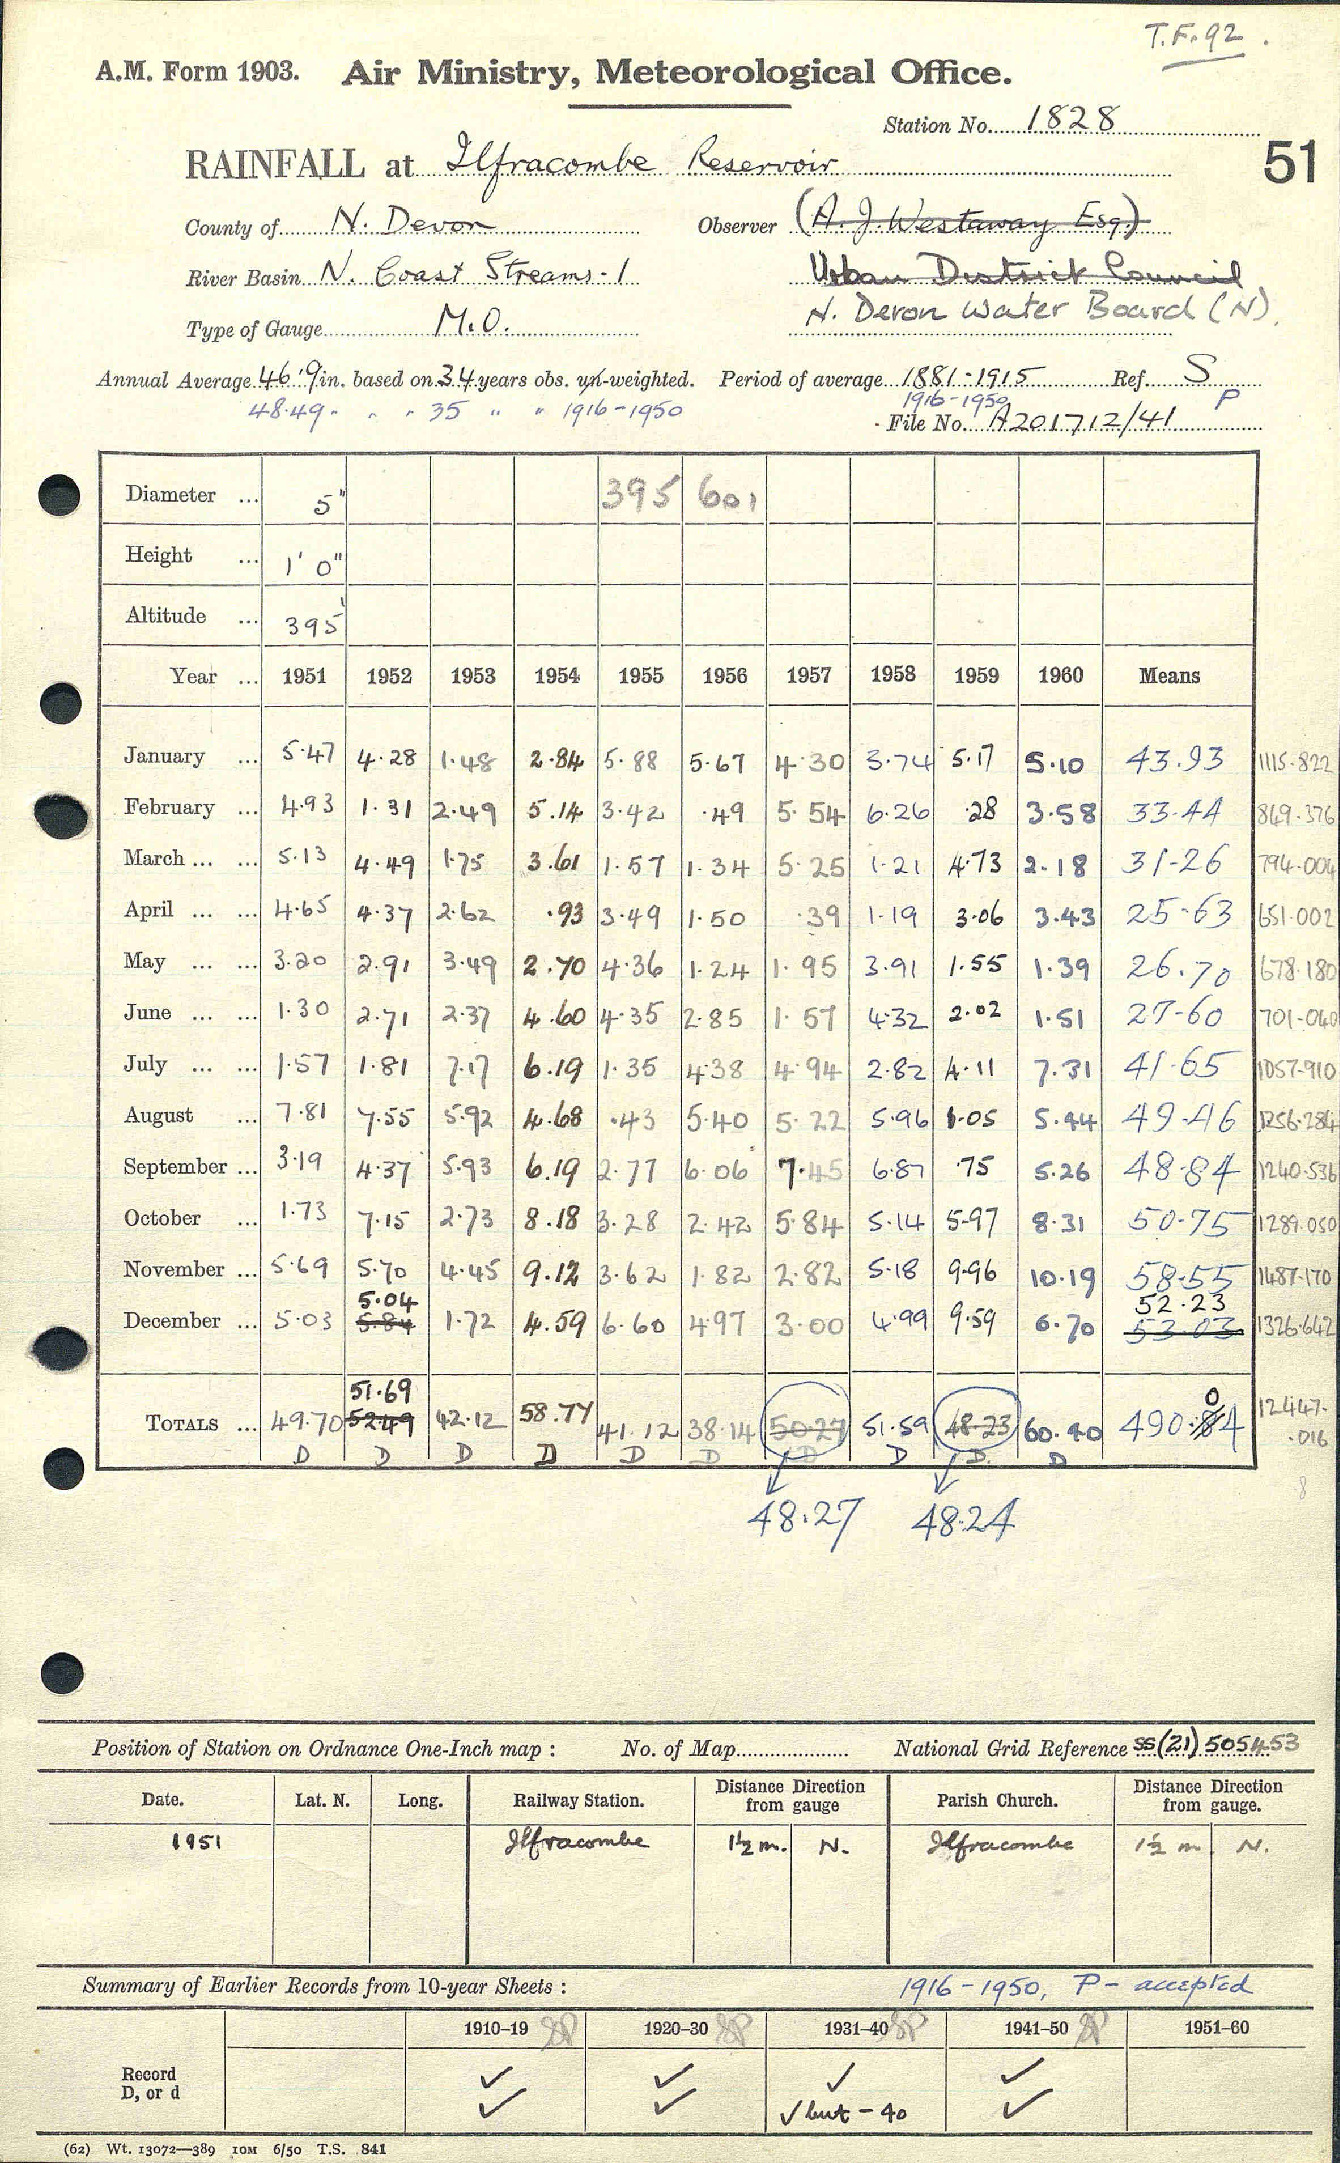 T.F.92.
A.M. Form 1903. Air Ministry, Meteorological Office.
Station No. 1828
51
RAINFALL at Ilfracombe Reservoir
County of N. Devon Observer (A. J. Westaway Esq.)
River Basin N. Coast Streams-1 Urban District Council
Type of Gauge M.O. N. Devon Water Board (N).
Annual Average 46.9 in. based on 34 years obs. un-weighted. Period of average 1881-1915 Ref. S
48.49 " " " 35 " " 1916-1950 1916-1950 P
File No. A201712/41
Diameter ... 5" 395 601
Height ... 1' 0"
Altitude ... 395'
Year ... 1951 1952 1953 1954 1955 1956 1957 1958 1959 1960 Means
January ... 5.47 4.28 1.48 2.84 5.88 5.67 4.30 3.74 5.17 5.10 43.93 1115.822
February ... 4.93 1.31 2.49 5.14 3.42 .49 5.54 6.26 .28 3.58 33.44 849.376
March ... ... 5.13 4.49 1.75 3.61 1.57 1.34 5.25 1.21 4.73 2.18 31.26 794.004
April ... ... 4.65 4.37 2.62 .93 3.49 1.50 .39 1.19 3.06 3.43 25.63 651.002
May ... ... 3.20 2.91 3.49 2.70 4.36 1.24 1.95 3.91 1.55 1.39 26.70 678.180
June ... ... 1.30 2.71 2.37 4.60 4.35 2.85 1.57 4.32 2.02 1.51 27.60 701.040
July ... ... 1.57 1.81 7.17 6.19 1.35 4.38 4.94 2.82 4.11 7.31 41.65 1057.910
August ... 7.81 7.55 5.92 4.68 .43 5.40 5.22 5.96 1.05 5.44 49.46 1256.284
September ... 3.19 4.37 5.93 6.19 2.77 6.06 7.45 6.87 .75 5.26 48.84 1240.536
October ... 1.73 7.15 2.73 8.18 3.28 2.42 5.84 5.14 5.97 8.31 50.75 1289.050
November ... 5.69 5.70 4.45 9.12 3.62 1.82 2.82 5.18 9.96 10.19 58.55 1487.170
5.04 52.23
December ... 5.03 5.84 1.72 4.59 6.60 4.97 3.00 4.99 9.59 6.70 53.03 1326.642
51.69 0
TOTALS ... 49.70 52.49 42.12 58.77 41.12 38.14 50.27 51.59 48.23 60.40 490.84 12447.016
D D D D D D D D D D
8
48.27 48.24
Position of Station on Ordnance One-Inch map : No. of Map National Grid Reference SS(21) 505453
Date. Lat. N. Long. Railway Station. Distance Direction from gauge Parish Church. Distance Direction from gauge.
1951 Ilfracombe 1½ m. N. Ilfracombe 1½ m N.
Summary of Earlier Records from 10-year Sheets : 1916-1950, P - accepted
1910–19 1920–30 1931–40 1941–50 1951–60
Record ✓ ✓ ✓ ✓
D, or d ✓ ✓ ✓ but - 40 ✓
(62) Wt. 13072—389 10M 6/50 T.S. 841